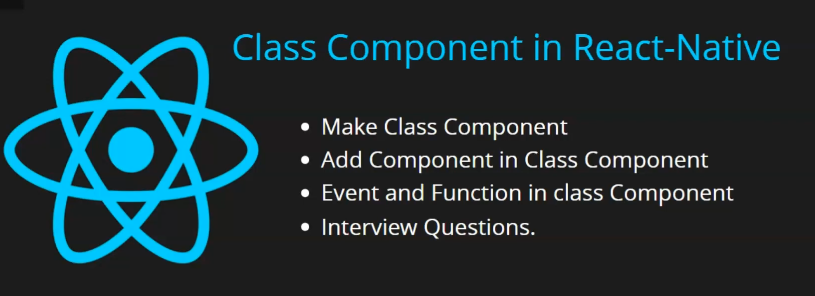 Class Component in React-Native
• Make Class Component
• Add Component in Class Component
• Event and Function in class Component
• Interview Questions.